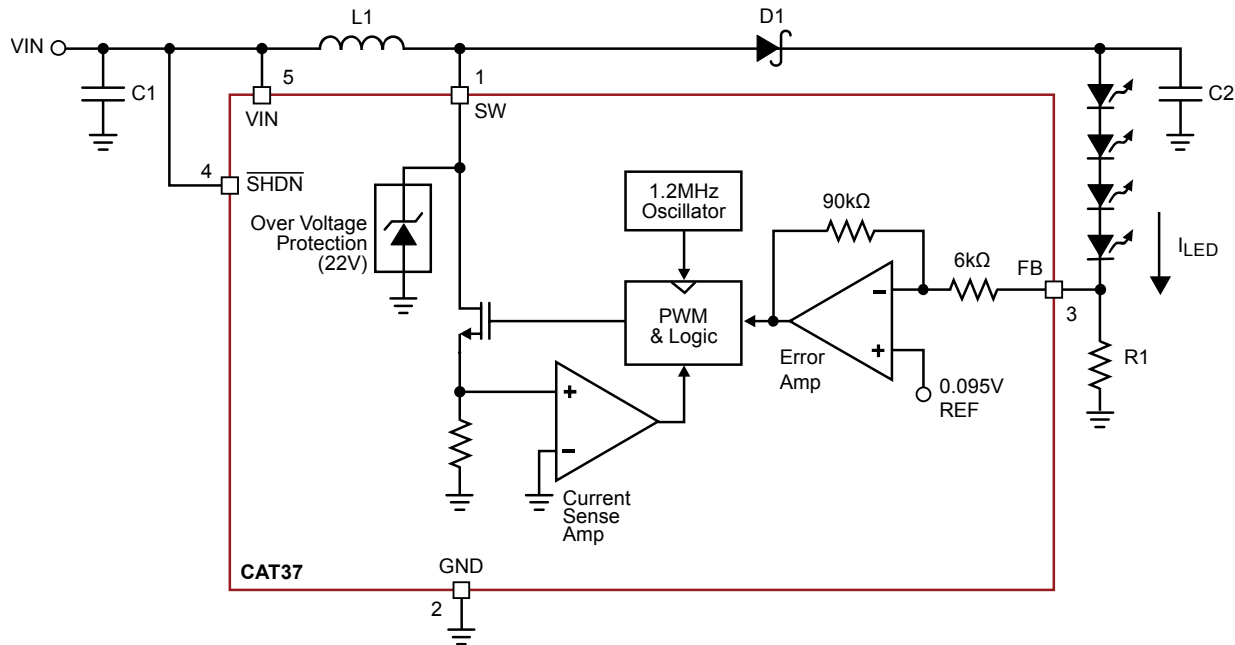 L1
D1
VIN
C1
5
1
C2
VIN
SW
4
SHDN
Over Voltage
Protection
(22V)
1.2MHz
Oscillator
90kΩ
6kΩ
FB
3
ILED
PWM
& Logic
-
+
Error
Amp
0.095V
REF
R1
+
-
Current
Sense
Amp
CAT37
GND
2